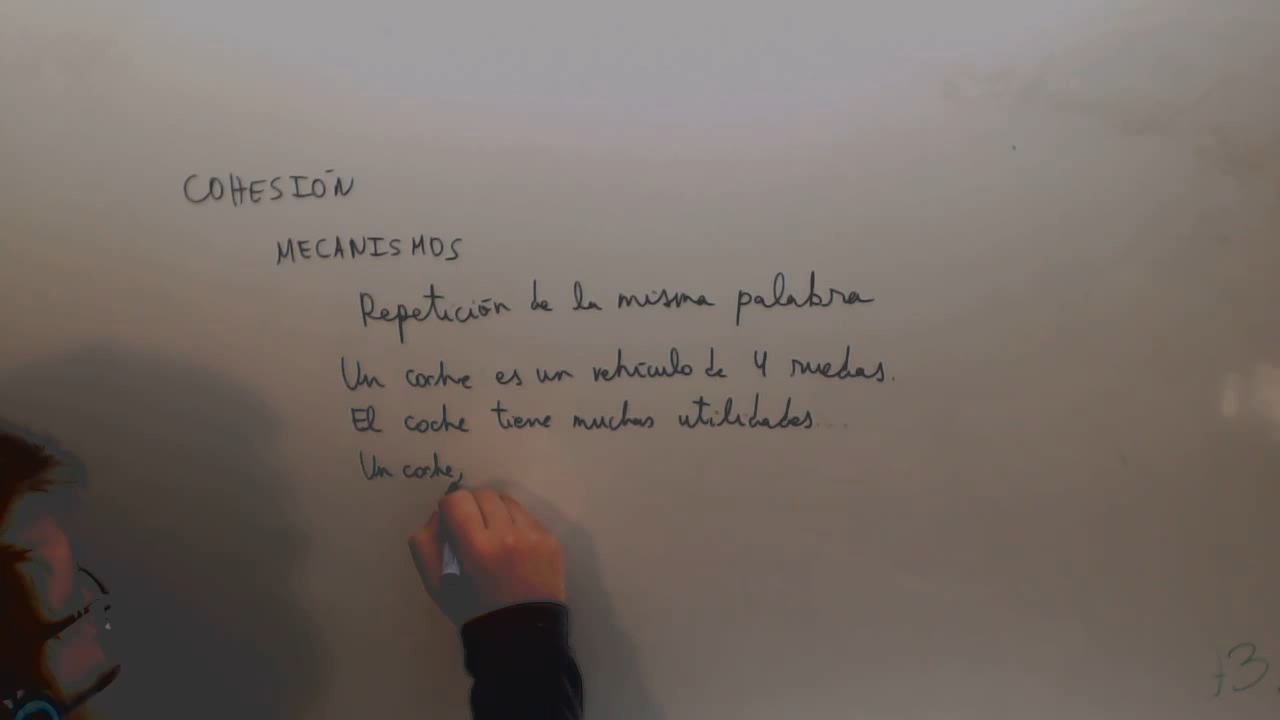 COHESIÓN
MECANISMOS
Repetición de la misma palabra
Un coche es un vehículo de 4 ruedas.
El coche tiene muchas utilidades...
Un coche,